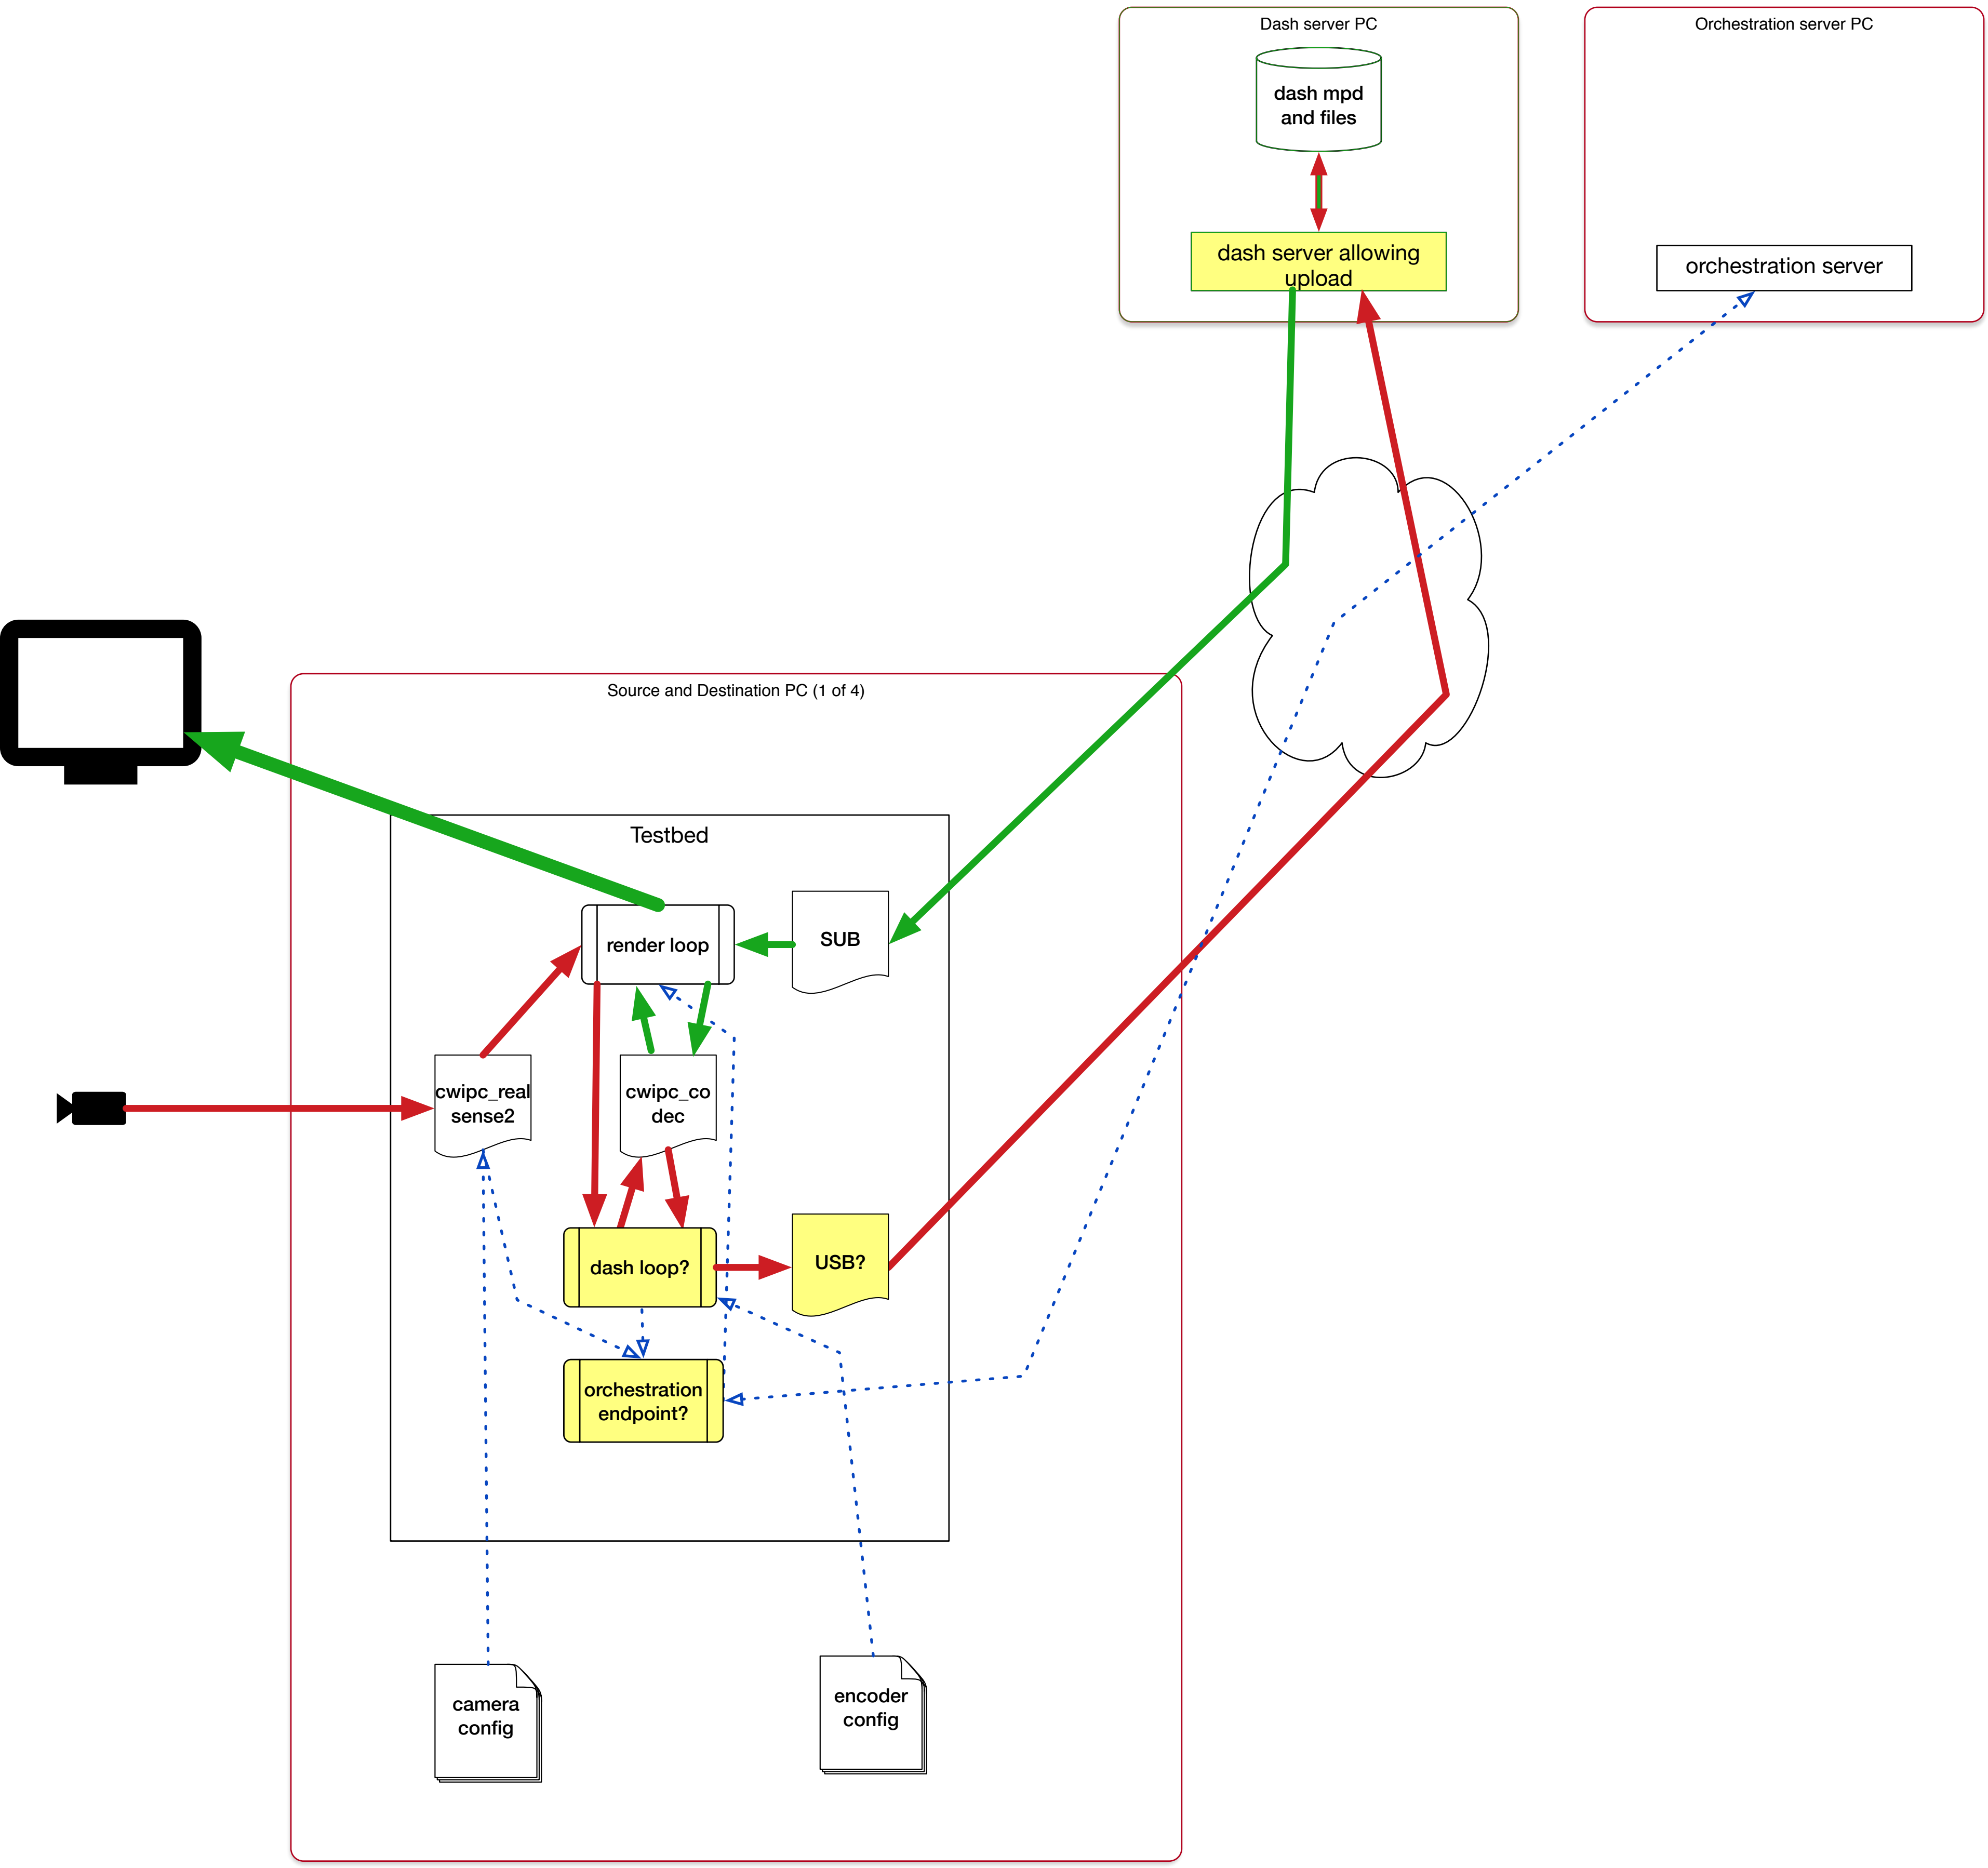 Dash server PC
Orchestration server PC
dash mpd
and files
dash server allowing
upload
orchestration server
Source and Destination PC (1 of 4)
Testbed
render loop
SUB
cwipc_real
sense2
cwipc_co
dec
dash loop?
USB?
orchestration
endpoint?
camera
config
encoder
config